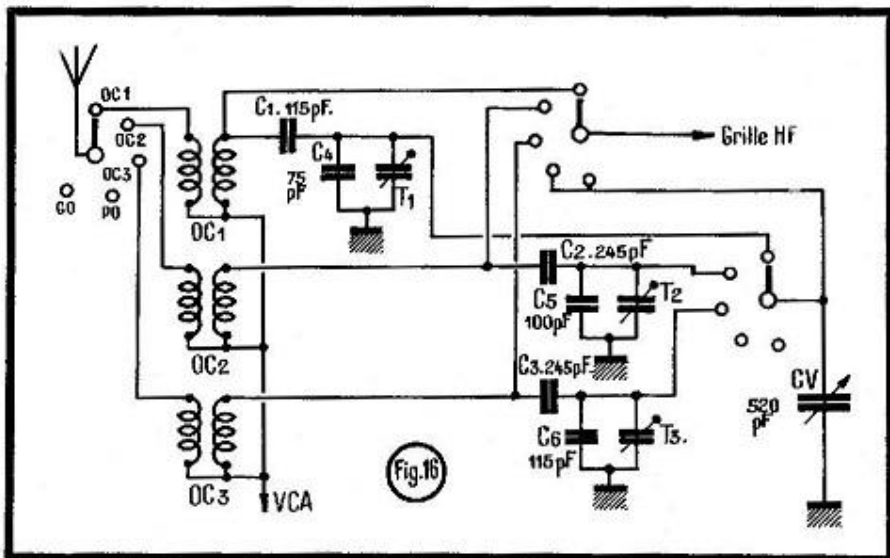 OC1
OC2
OC3
GO
PO
C1.115pF.
C4
75
pF
T1
Grille HF
OC1
C2.245pF
C5
100pF
T2
OC2
C3.245pF.
C6
115pF
T3.
CV
520
pF
OC3
Fig.16
VCA